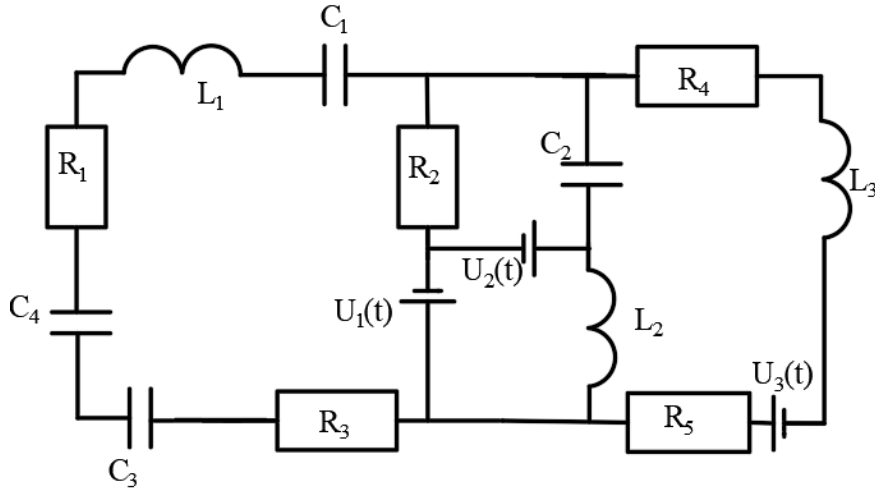 C₁
L₁
R₄
R₁
R₂
C₂
L₃
U₂(t)
C₄
U₁(t)
L₂
U₃(t)
R₃
R₅
C₃